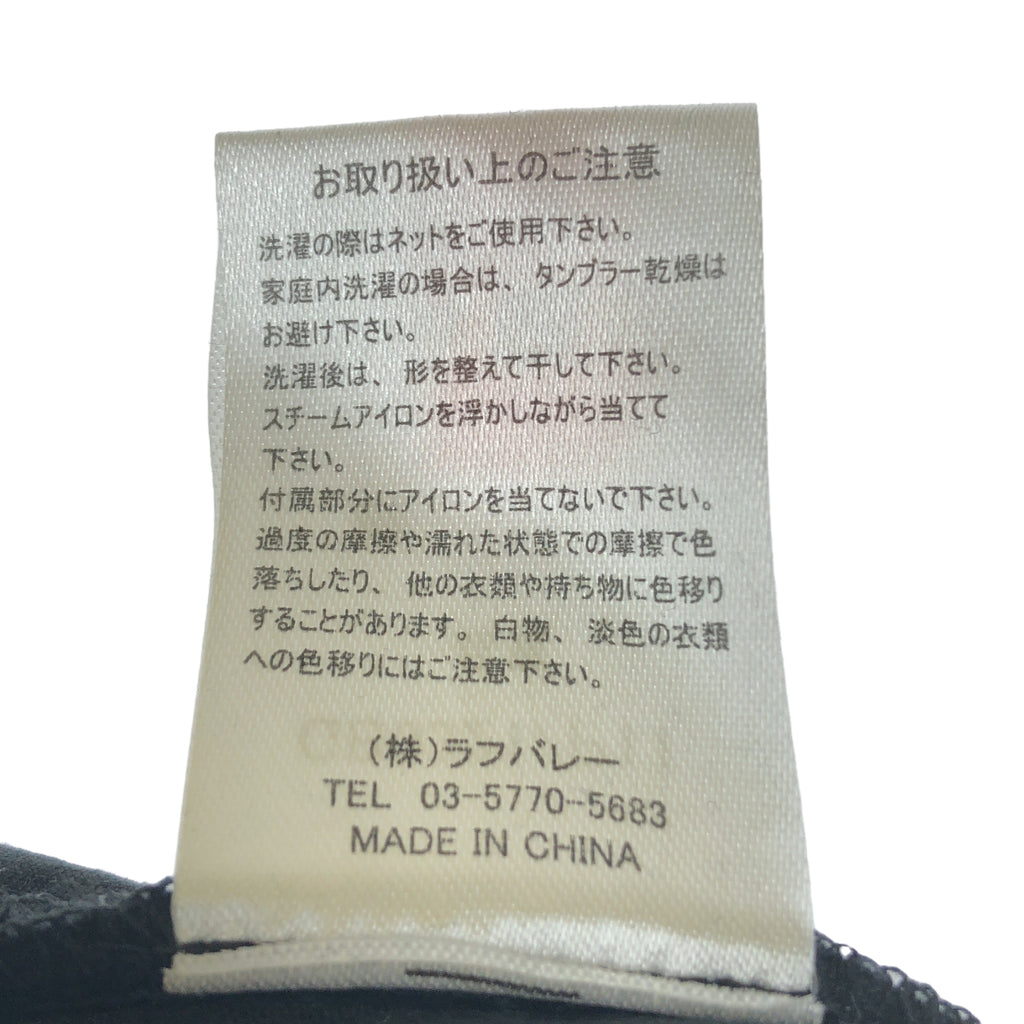 お取り扱い上のご注意
洗濯の際はネットをご使用下さい。
家庭内洗濯の場合は、タンブラー乾燥は
お避け下さい。
洗濯後は、形を整えて干して下さい。
スチームアイロンを浮かしながら当てて
下さい。
付属部分にアイロンを当てないで下さい。
過度の摩擦や濡れた状態での摩擦で色
落ちしたり、他の衣類や持ち物に色移り
することがあります。白物、淡色の衣類
への色移りにはご注意下さい。
(株)ラフバレー
TEL 03-5770-5683
MADE IN CHINA